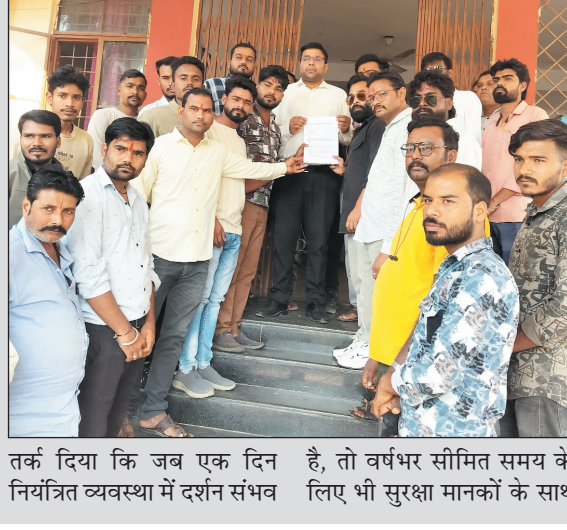 तर्क दिया कि जब एक दिन
नियंत्रित व्यवस्था में दर्शन संभव
है, तो वर्षभर सीमित समय के
लिए भी सुरक्षा मानकों के साथ